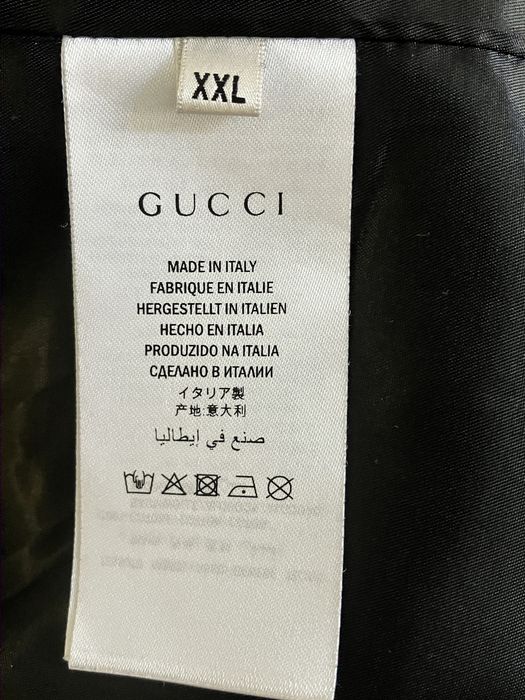 XXL
GUCCI
MADE IN ITALY
FABRIQUE EN ITALIE
HERGESTELLT IN ITALIEN
HECHO EN ITALIA
PRODUZIDO NA ITALIA
СДЕЛАНО В ИТАЛИИ
イタリア製
产地:意大利
صنع في إيطاليا